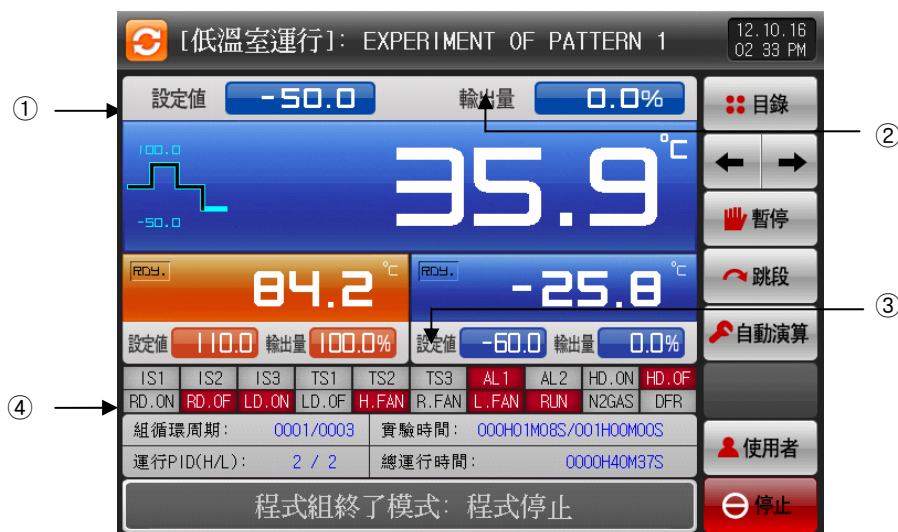 [低溫室運行]: EXPERIMENT OF PATTERN 1
12.10.16
02 33 PM
① 設定値 -50.0 輸出量 0.0%
②
目錄
100.0
-50.0
35.9 ℃
暫停
RDY. 84.2 ℃
RDY. -25.8 ℃
跳段
③
設定値 110.0 輸出量 100.0% 設定値 -60.0 輸出量 0.0%
自動演算
IS1 IS2 IS3 TS1 TS2 TS3 AL1 AL2 HD.ON HD.OF
④ RD.ON RD.OF LD.ON LD.OF H.FAN R.FAN L.FAN RUN N2GAS DFR
組循環周期: 0001/0003 實驗時間: 000H01M08S/001H00M00S
運行PID(H/L): 2 / 2 總運行時間: 0000H40M37S
使用者
程式組終了模式: 程式停止
停止